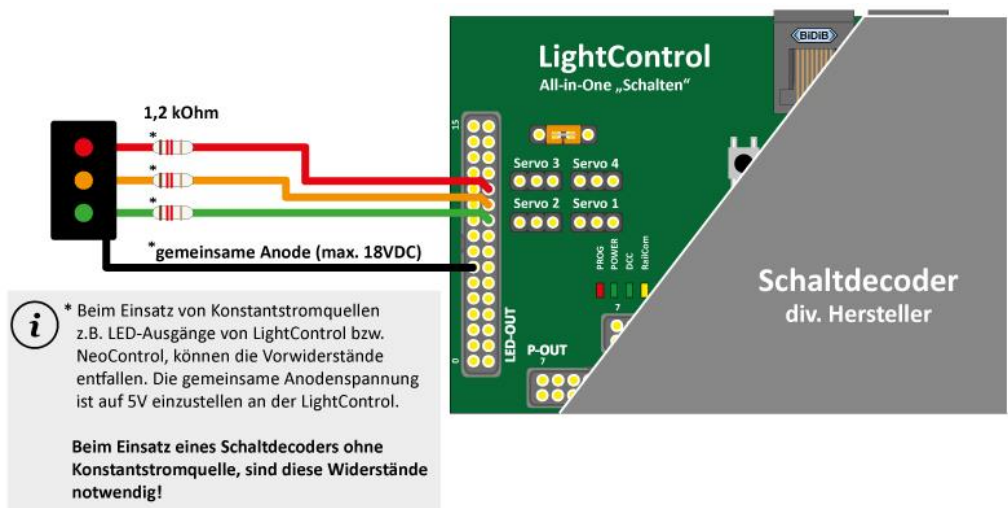 BiDiB
LightControl
All-in-One „Schalten"
1,2 kOhm
*
*
*
15
Servo 3 Servo 4
Servo 2 Servo 1
*gemeinsame Anode (max. 18VDC)
PROG
POWER
DCC
RailCom
7
Schaltdecoder
div. Hersteller
LED-OUT
0
P-OUT
7
i
* Beim Einsatz von Konstantstromquellen
z.B. LED-Ausgänge von LightControl bzw.
NeoControl, können die Vorwiderstände
entfallen. Die gemeinsame Anodenspannung
ist auf 5V einzustellen an der LightControl.
Beim Einsatz eines Schaltdecoders ohne
Konstantstromquelle, sind diese Widerstände
notwendig!